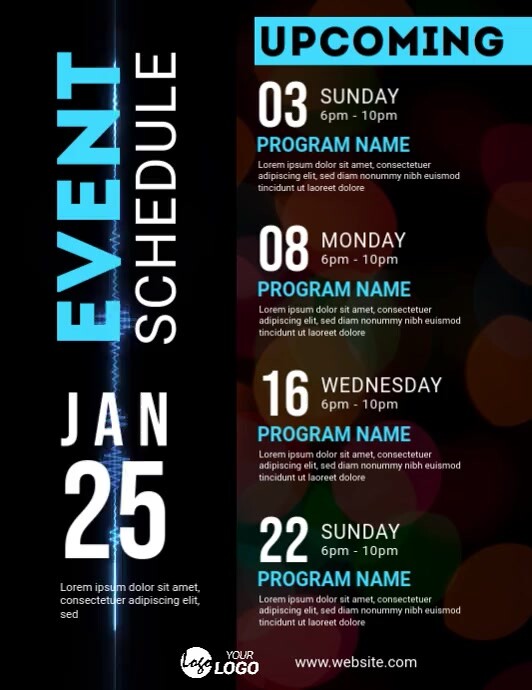 EVENT
SCHEDULE
JAN
25
Lorem ipsum dolor sit amet,
consectetuer adipiscing elit,
sed
UPCOMING
03 SUNDAY
6pm - 10pm
PROGRAM NAME
Lorem ipsum dolor sit amet, consectetuer
adipiscing elit, sed diam nonummy nibh euismod
tincidunt ut laoreet dolore
08 MONDAY
6pm - 10pm
PROGRAM NAME
Lorem ipsum dolor sit amet, consectetuer
adipiscing elit, sed diam nonummy nibh euismod
tincidunt ut laoreet dolore
16 WEDNESDAY
6pm - 10pm
PROGRAM NAME
Lorem ipsum dolor sit amet, consectetuer
adipiscing elit, sed diam nonummy nibh euismod
tincidunt ut laoreet dolore
22 SUNDAY
6pm - 10pm
PROGRAM NAME
Lorem ipsum dolor sit amet, consectetuer
adipiscing elit, sed diam nonummy nibh euismod
tincidunt ut laoreet dolore
Logo YOUR
LOGO
www.website.com